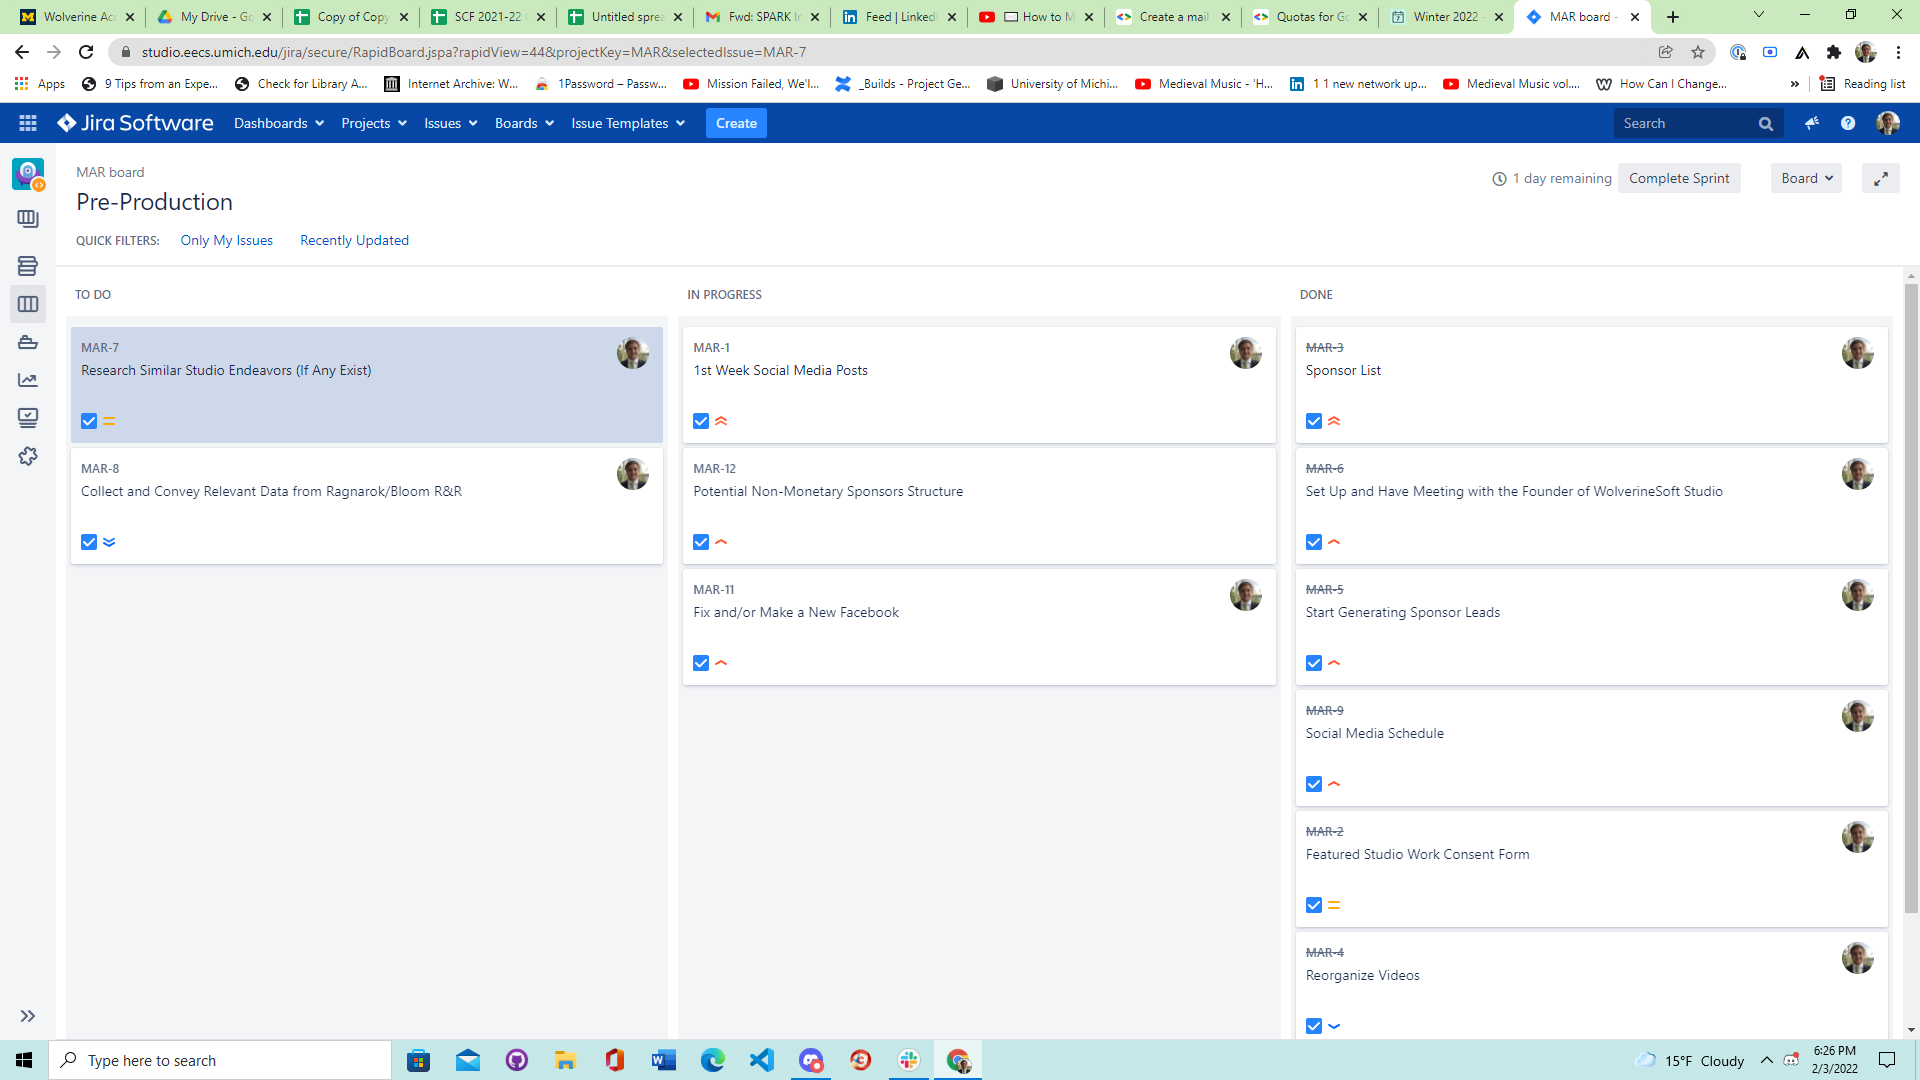 Wolverine Acc
My Drive - Go
Copy of Copy
SCF 2021-22
Untitled sprea
Fwd: SPARK In
Feed | LinkedI
How to M
Create a mail
Quotas for Go
Winter 2022 -
MAR board -
studio.eecs.umich.edu/jira/secure/RapidBoard.jspa?rapidView=44&projectKey=MAR&selectedIssue=MAR-7
Apps
9 Tips from an Expe...
Check for Library A...
Internet Archive: W...
1Password – Passw...
Mission Failed, We'l...
_Builds - Project Ge...
University of Michi...
Medieval Music - 'H...
1 1 new network up...
Medieval Music vol....
How Can I Change...
»
Reading list
Jira Software
Dashboards
Projects
Issues
Boards
Issue Templates
Create
Search
MAR board
Pre-Production
1 day remaining
Complete Sprint
Board
QUICK FILTERS:
Only My Issues
Recently Updated
TO DO
MAR-7
Research Similar Studio Endeavors (If Any Exist)
MAR-8
Collect and Convey Relevant Data from Ragnarok/Bloom R&R
IN PROGRESS
MAR-1
1st Week Social Media Posts
MAR-12
Potential Non-Monetary Sponsors Structure
MAR-11
Fix and/or Make a New Facebook
DONE
MAR-3
Sponsor List
MAR-6
Set Up and Have Meeting with the Founder of WolverineSoft Studio
MAR-5
Start Generating Sponsor Leads
MAR-9
Social Media Schedule
MAR-2
Featured Studio Work Consent Form
MAR-4
Reorganize Videos
Type here to search
15°F Cloudy
6:26 PM
2/3/2022